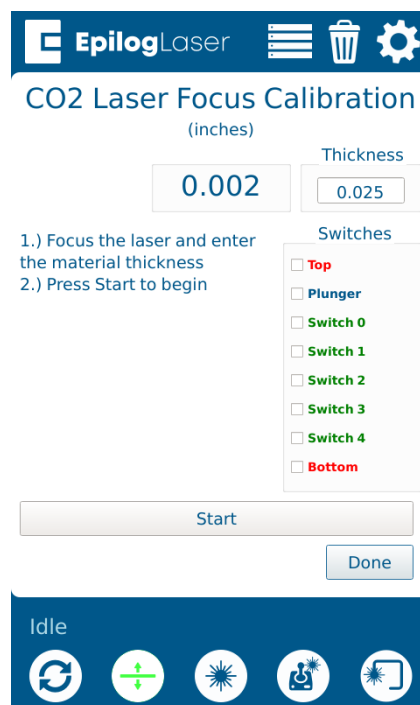 EpilogLaser
CO2 Laser Focus Calibration
(inches)
Thickness
0.002
0.025
1.) Focus the laser and enter
the material thickness
2.) Press Start to begin
Switches
Top
Plunger
Switch 0
Switch 1
Switch 2
Switch 3
Switch 4
Bottom
Start
Done
Idle